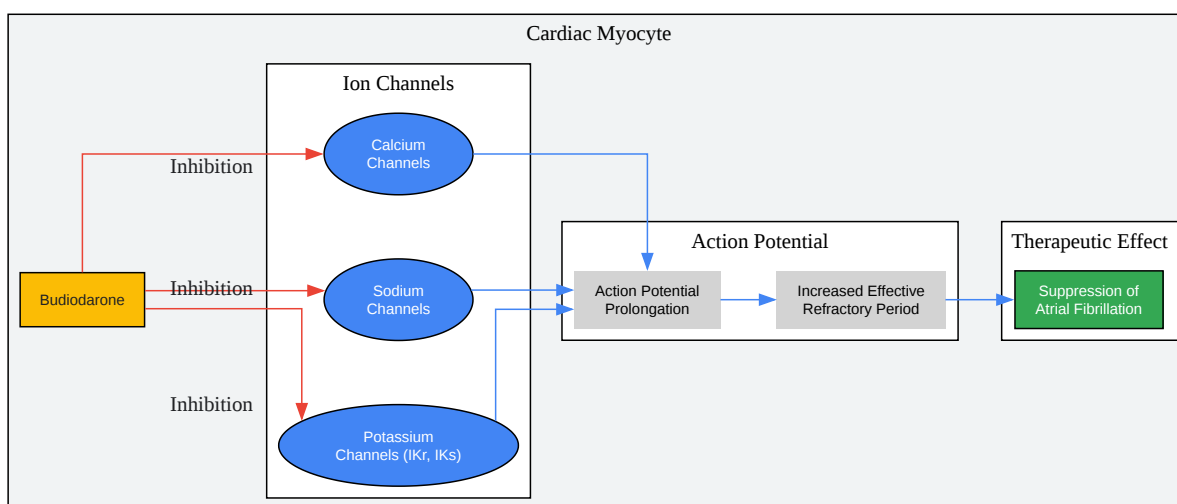 Cardiac Myocyte
Ion Channels
Calcium
Channels
Inhibition
Budiodarone
Inhibition
Sodium
Channels
Inhibition
Potassium
Channels (IKr, IKs)
Action Potential
Action Potential
Prolongation
Increased Effective
Refractory Period
Therapeutic Effect
Suppression of
Atrial Fibrillation